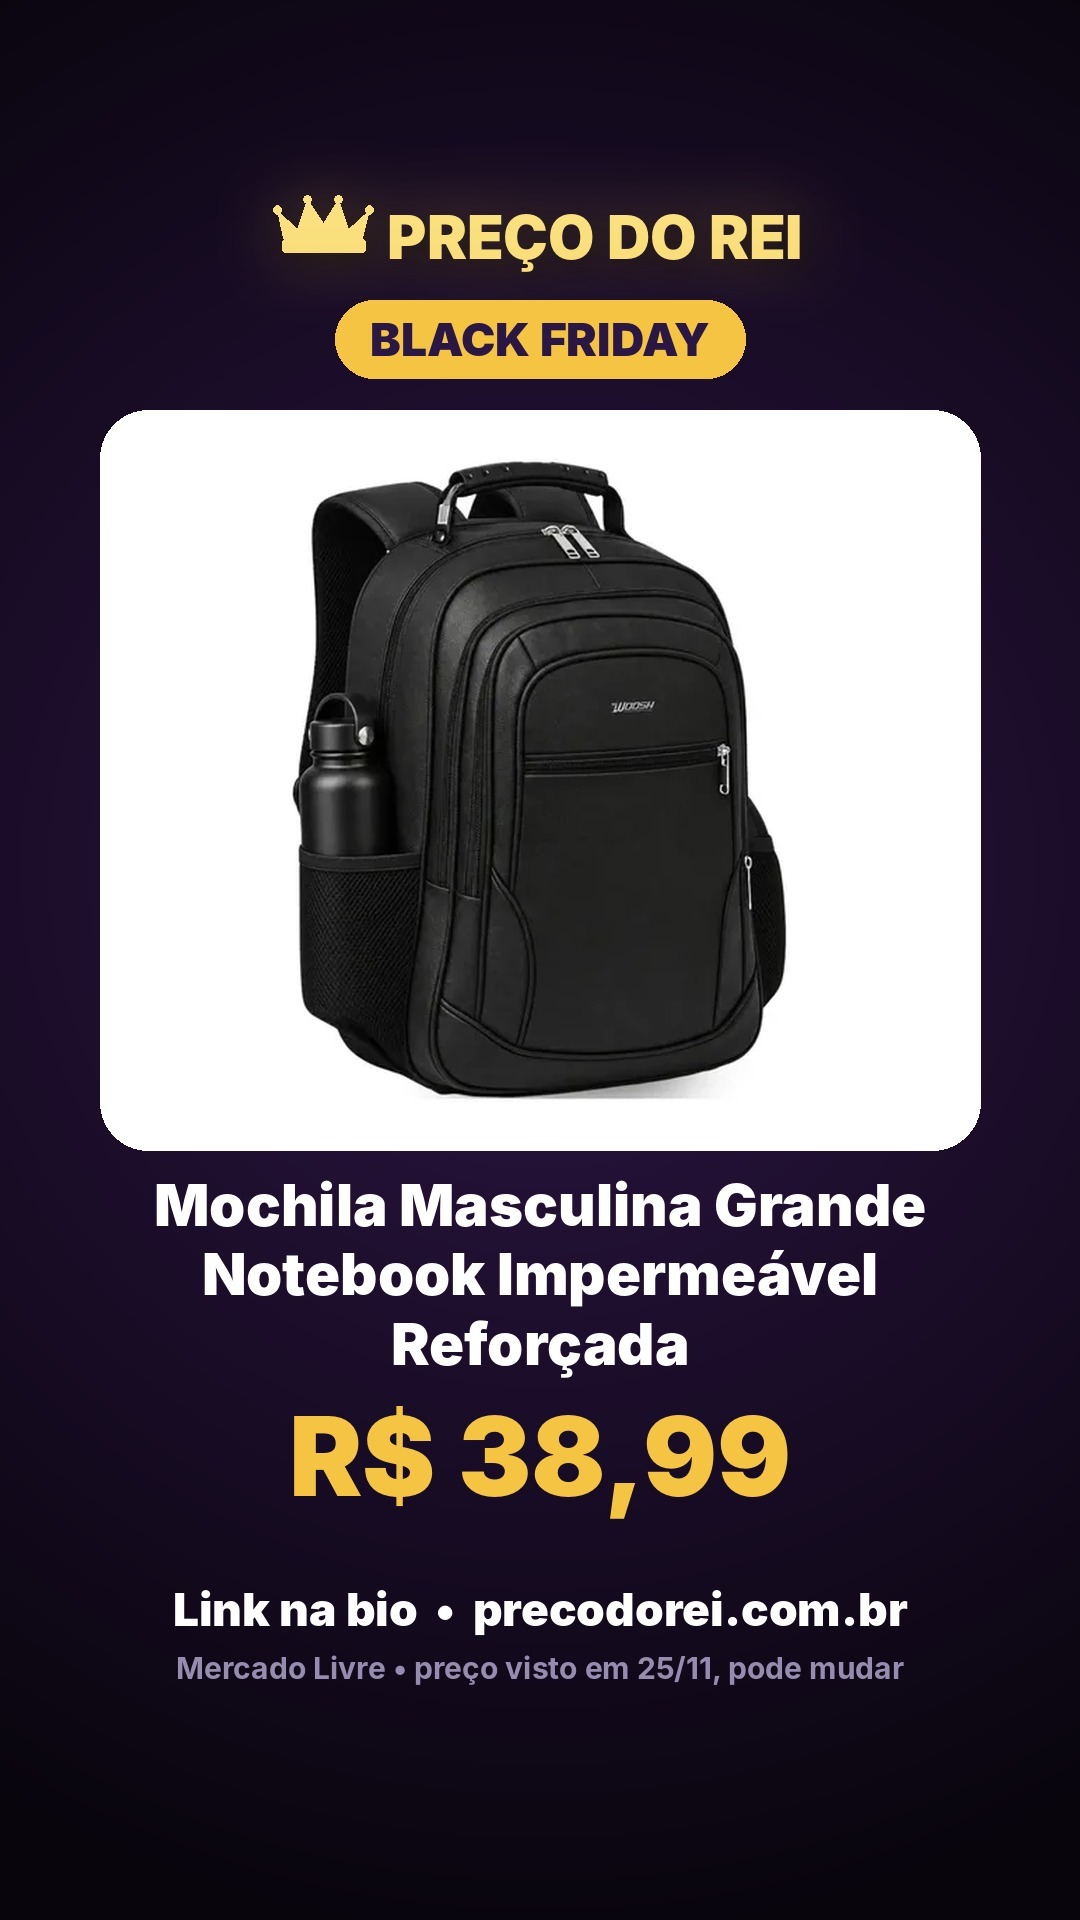 PREÇO DO REI
BLACK FRIDAY
WOOSH
Mochila Masculina Grande
Notebook Impermeável
Reforçada
R$ 38,99
Link na bio • precodorei.com.br
Mercado Livre • preço visto em 25/11, pode mudar